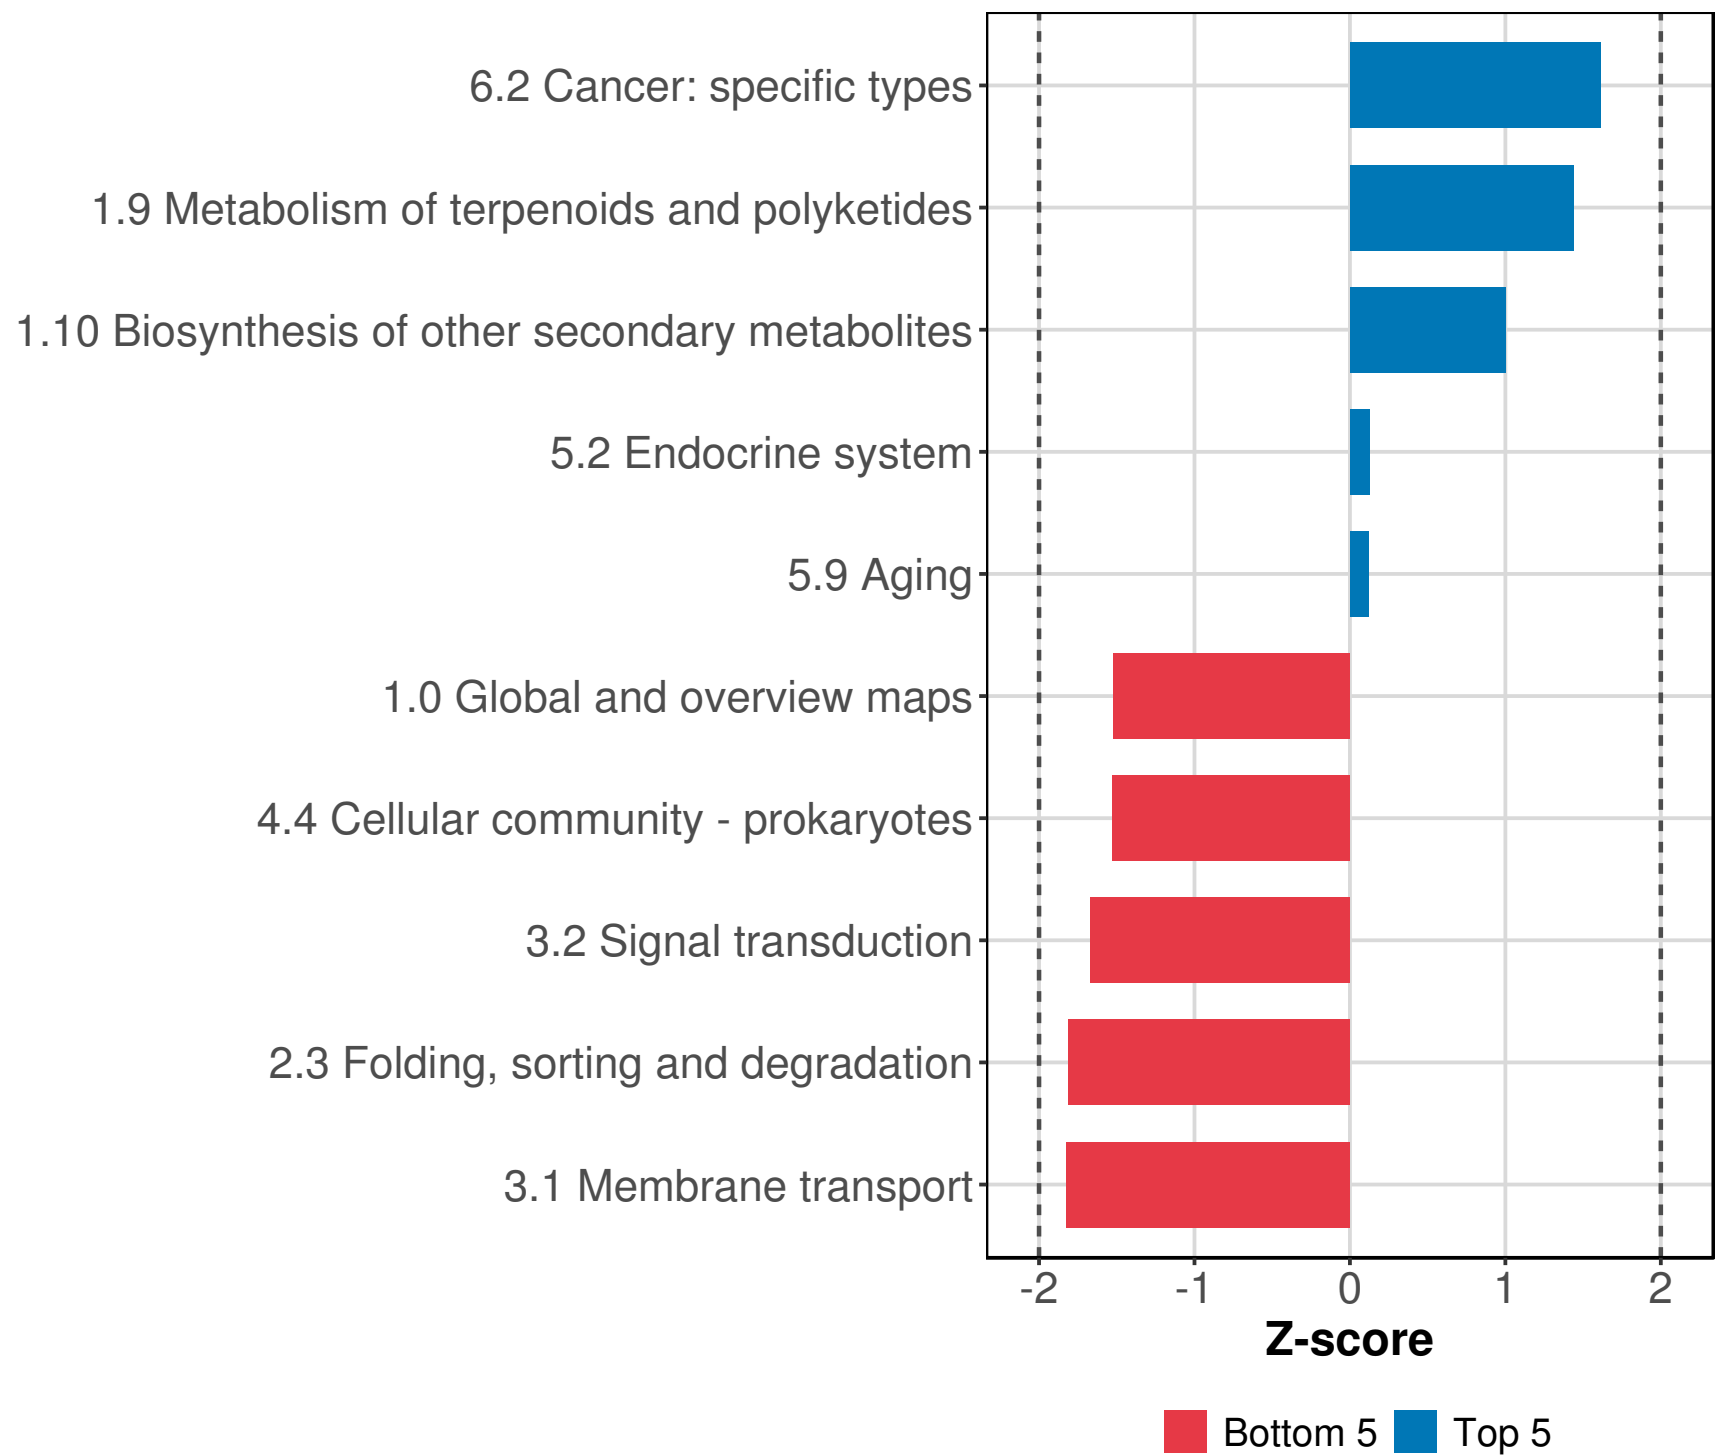 6.2 Cancer: specific types
1.9 Metabolism of terpenoids and polyketides
1.10 Biosynthesis of other secondary metabolites
5.2 Endocrine system
5.9 Aging
1.0 Global and overview maps
4.4 Cellular community - prokaryotes
3.2 Signal transduction
2.3 Folding, sorting and degradation
3.1 Membrane transport
-2 -1 0 1 2
Z-score
Bottom 5 Top 5